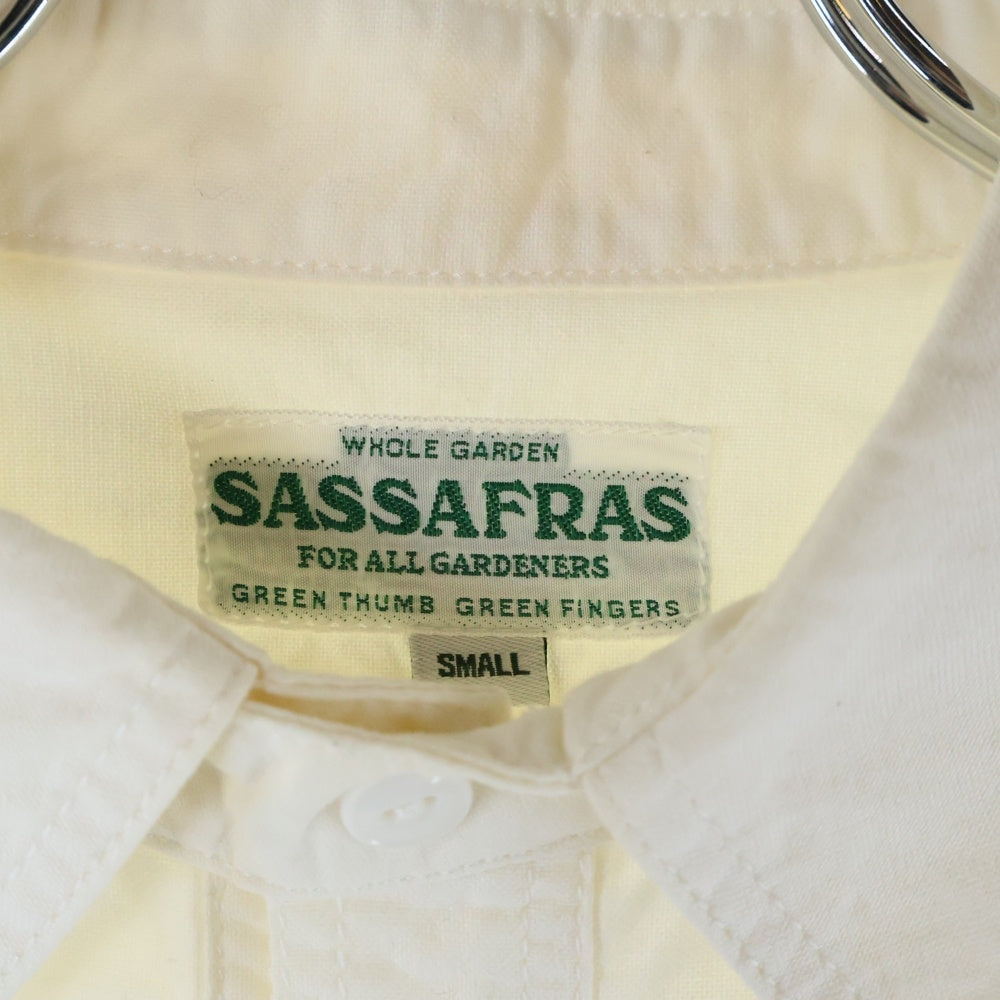 WHOLE GARDEN
SASSAFRAS
FOR ALL GARDENERS
GREEN THUMB GREEN FINGERS
SMALL